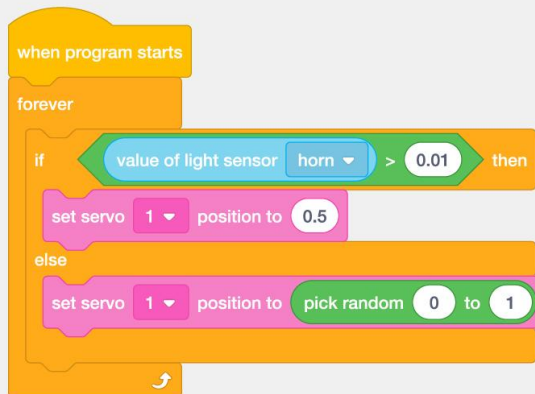 when program starts
forever
if value of light sensor horn > 0.01 then
set servo 1 position to 0.5
else
set servo 1 position to pick random 0 to 1